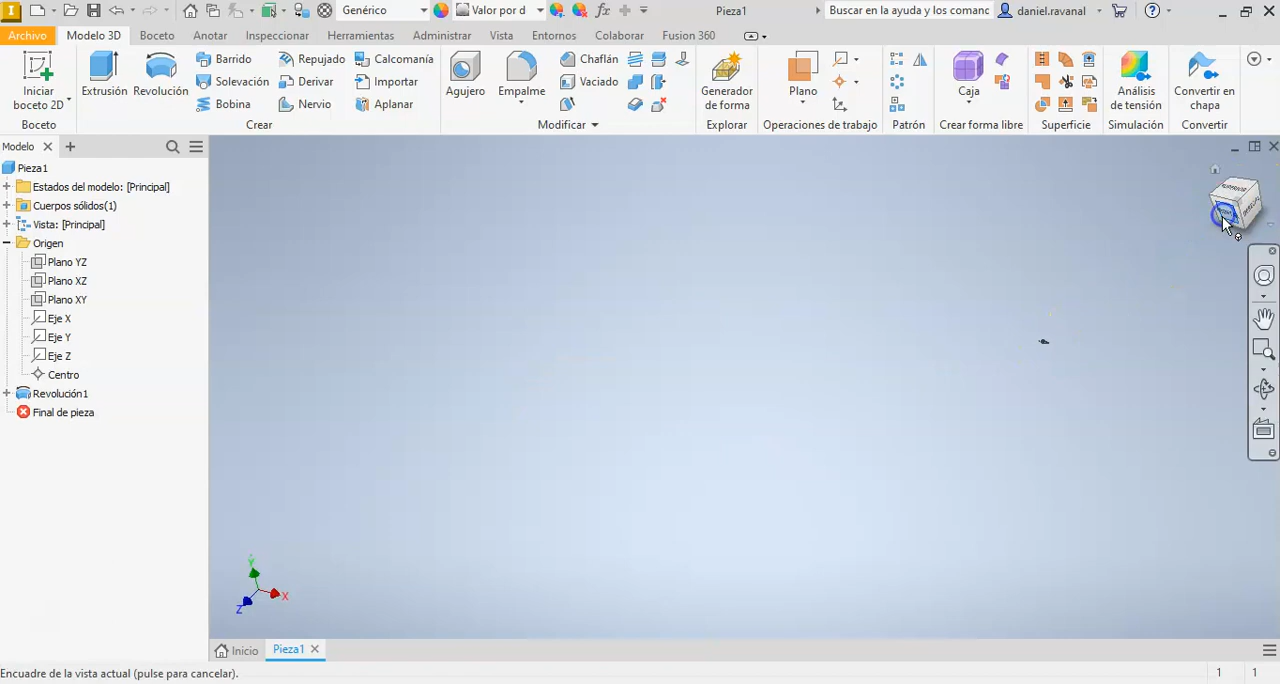 Genérico Valor por d fx Pieza1 Buscar en la ayuda y los comanc daniel.ravanal
Archivo Modelo 3D Boceto Anotar Inspeccionar Herramientas Administrar Vista Entornos Colaborar Fusion 360
Iniciar boceto 2D
Boceto
Extrusión Revolución
Barrido Repujado Calcomanía
Solevación Derivar Importar
Bobina Nervio Aplanar
Crear
Agujero Empalme
Chaflán
Vaciado
Modificar
Generador de forma
Explorar
Plano
Operaciones de trabajo
Patrón
Caja
Crear forma libre
Superficie
Análisis de tensión
Simulación
Convertir en chapa
Convertir
Modelo
Pieza1
Estados del modelo: [Principal]
Cuerpos sólidos(1)
Vista: [Principal]
Origen
Plano YZ
Plano XZ
Plano XY
Eje X
Eje Y
Eje Z
Centro
Revolución1
Final de pieza
Y
X
Z
Inicio Pieza1
Encuadre de la vista actual (pulse para cancelar). 1 1